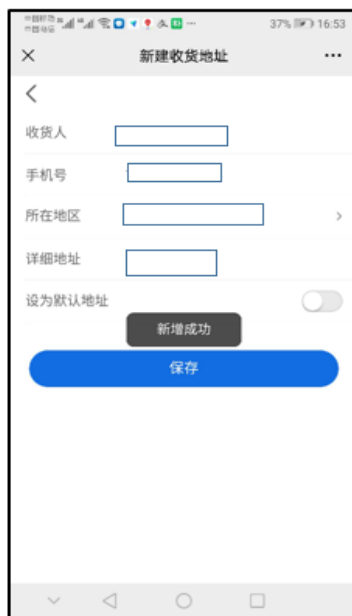 37% 16:53
新建收货地址
收货人
手机号
所在地区
详细地址
设为默认地址
新增成功
保存